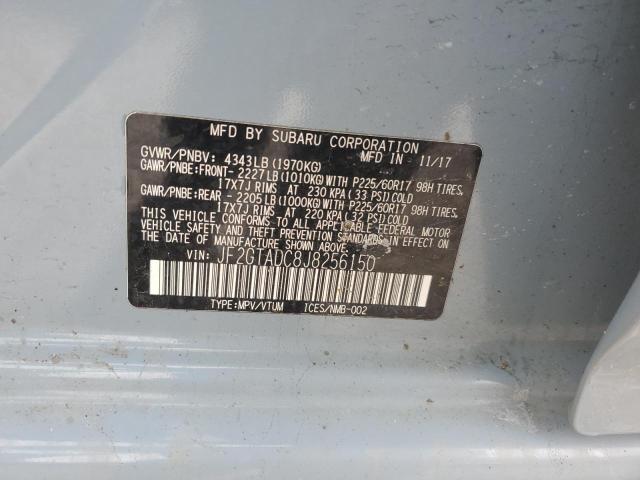 MFD BY SUBARU CORPORATION
GVWR/PNBV: 4343LB(1970KG) MFD. IN 11/17
GAWR/PNBE:FRONT- 2227LB(1010KG)WITH P225/60R17 98H TIRES,
17X7J RIMS AT 230 KPA(33 PSI)COLD
GAWR/PNBE:REAR - 2205LB(1000KG)WITH P225/60R17 98H TIRES,
17X7J RIMS AT 220 KPA(32 PSI)COLD
THIS VEHICLE CONFORMS TO ALL APPLICABLE FEDERAL MOTOR
VEHICLE SAFETY, BUMPER, AND THEFT PREVENTION STANDARDS IN EFFECT
ON THE DATE OF MANUFACTURE SHOWN ABOVE.
VIN: JF2GTADC8J8256150
TYPE:MPV/VTUM ICES/NMB-002